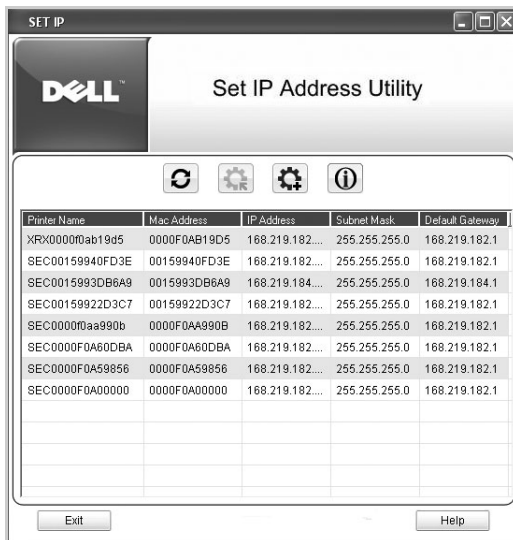 SET IP
DELL™
Set IP Address Utility
Printer Name Mac Address IP Address Subnet Mask Default Gateway
XRX0000f0ab19d5 0000F0AB19D5 168.219.182.... 255.255.255.0 168.219.182.1
SEC00159940FD3E 00159940FD3E 168.219.182.... 255.255.255.0 168.219.182.1
SEC0015993DB6A9 0015993DB6A9 168.219.184.... 255.255.255.0 168.219.184.1
SEC00159922D3C7 00159922D3C7 168.219.182.... 255.255.255.0 168.219.182.1
SEC0000f0aa990b 0000F0AA990B 168.219.182.... 255.255.255.0 168.219.182.1
SEC0000F0A60DBA 0000F0A60DBA 168.219.182.... 255.255.255.0 168.219.182.1
SEC0000F0A59856 0000F0A59856 168.219.182.... 255.255.255.0 168.219.182.1
SEC0000F0A00000 0000F0A00000 168.219.182.... 255.255.255.0 168.219.182.1
Exit Help